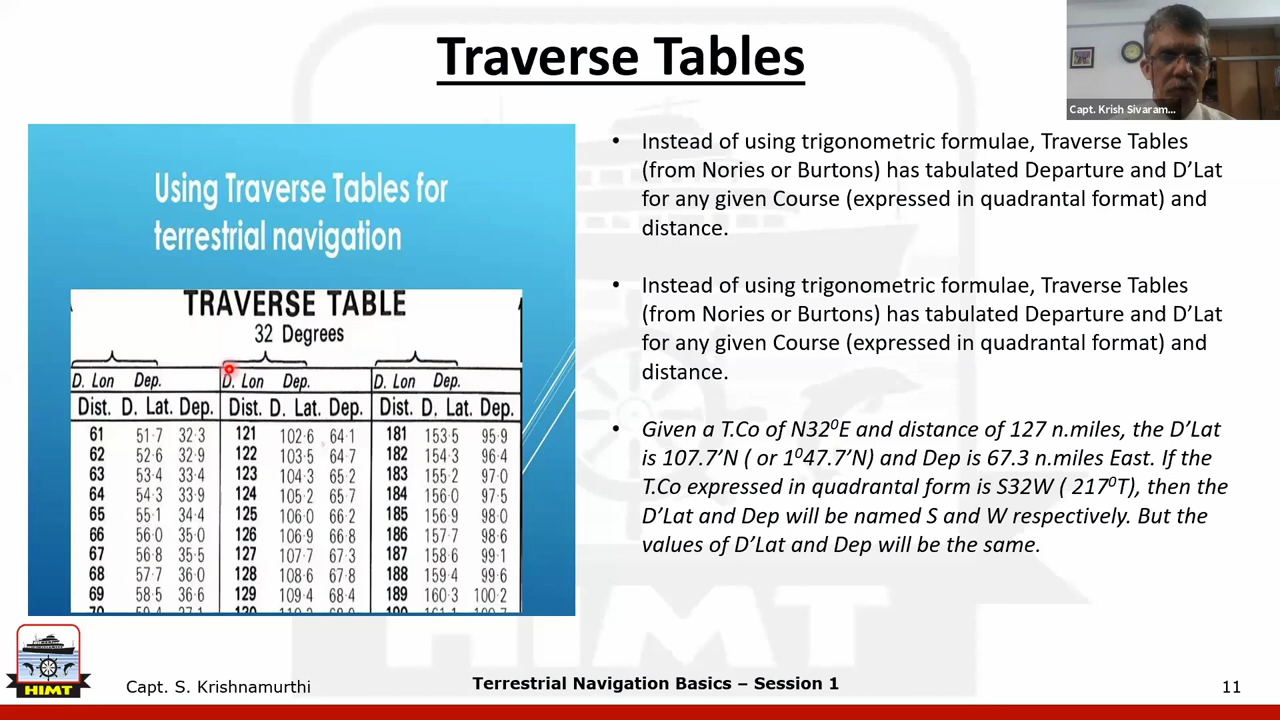 Traverse Tables
Capt. Krish Sivaram...
Using Traverse Tables for
terrestrial navigation
TRAVERSE TABLE
32 Degrees
D. Lon Dep. D. Lon Dep. D. Lon Dep.
Dist. D. Lat. Dep. Dist. D. Lat. Dep. Dist. D. Lat. Dep.
61 51·7 32·3 121 102·6 64·1 181 153·5 95·9
62 52·6 32·9 122 103·5 64·7 182 154·3 96·4
63 53·4 33·4 123 104·3 65·2 183 155·2 97·0
64 54·3 33·9 124 105·2 65·7 184 156·0 97·5
65 55·1 34·4 125 106·0 66·2 185 156·9 98·0
66 56·0 35·0 126 106·9 66·8 186 157·7 98·6
67 56·8 35·5 127 107·7 67·3 187 158·6 99·1
68 57·7 36·0 128 108·6 67·8 188 159·4 99·6
69 58·5 36·6 129 109·4 68·4 189 160·3 100·2
• Instead of using trigonometric formulae, Traverse Tables
(from Nories or Burtons) has tabulated Departure and D’Lat
for any given Course (expressed in quadrantal format) and
distance.
• Instead of using trigonometric formulae, Traverse Tables
(from Nories or Burtons) has tabulated Departure and D’Lat
for any given Course (expressed in quadrantal format) and
distance.
• Given a T.Co of N32⁰E and distance of 127 n.miles, the D’Lat
is 107.7’N ( or 1⁰47.7’N) and Dep is 67.3 n.miles East. If the
T.Co expressed in quadrantal form is S32W ( 217⁰T), then the
D’Lat and Dep will be named S and W respectively. But the
values of D’Lat and Dep will be the same.
HIMT
HIMT
Capt. S. Krishnamurthi
Terrestrial Navigation Basics – Session 1
11